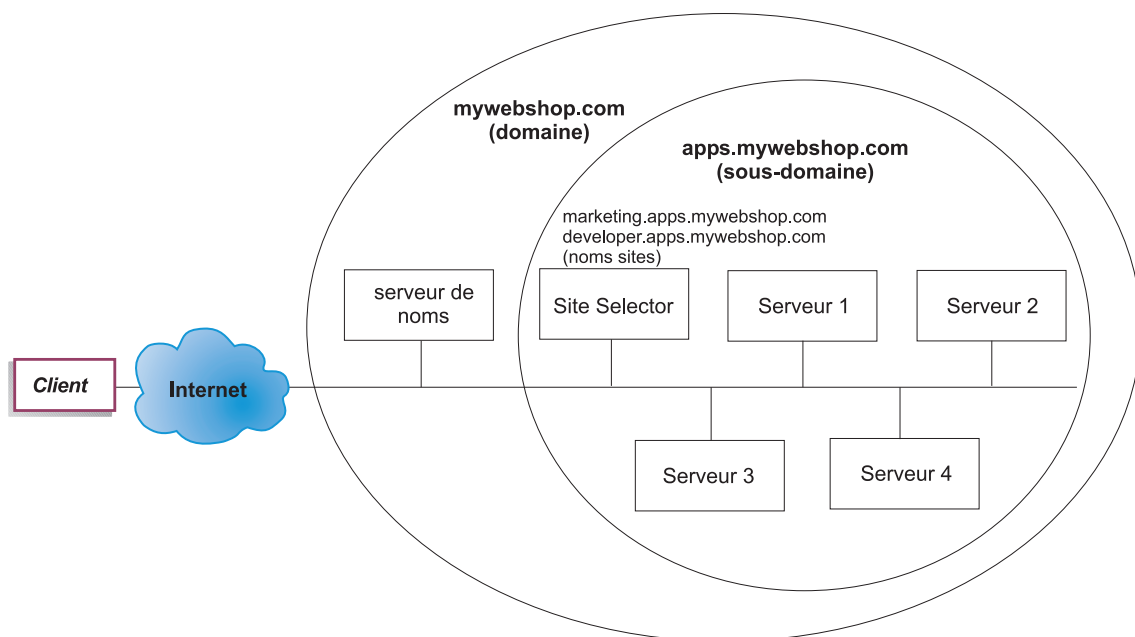 mywebshop.com
(domaine)
apps.mywebshop.com
(sous-domaine)
marketing.apps.mywebshop.com
developer.apps.mywebshop.com
(noms sites)
serveur de
noms
Site Selector
Serveur 1
Serveur 2
Client
Internet
Serveur 3
Serveur 4